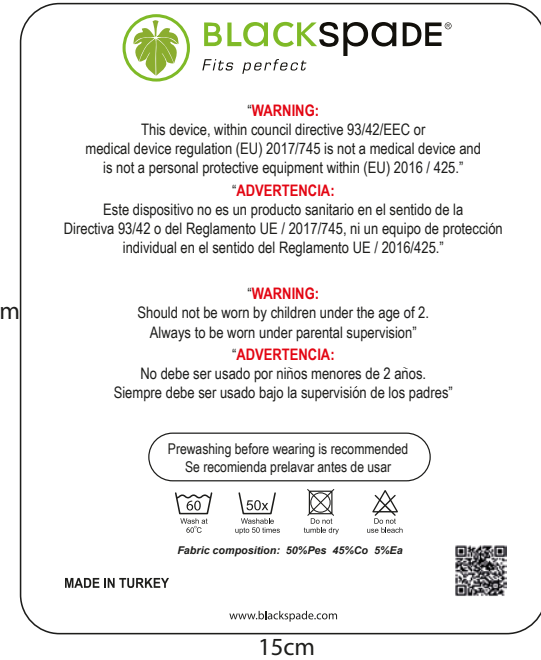 BLACKSPADE®
Fits perfect
“WARNING:
This device, within council directive 93/42/EEC or
medical device regulation (EU) 2017/745 is not a medical device and
is not a personal protective equipment within (EU) 2016 / 425.”
“ADVERTENCIA:
Este dispositivo no es un producto sanitario en el sentido de la
Directiva 93/42 o del Reglamento UE / 2017/745, ni un equipo de protección
individual en el sentido del Reglamento UE / 2016/425.”
m
“WARNING:
Should not be worn by children under the age of 2.
Always to be worn under parental supervision”
“ADVERTENCIA:
No debe ser usado por niños menores de 2 años.
Siempre debe ser usado bajo la supervisión de los padres”
Prewashing before wearing is recommended
Se recomienda prelavar antes de usar
60 50x
Wash at 60°C
Washable upto 50 times
Do not tumble dry
Do not use bleach
Fabric composition: 50%Pes 45%Co 5%Ea
MADE IN TURKEY
www.blackspade.com
15cm